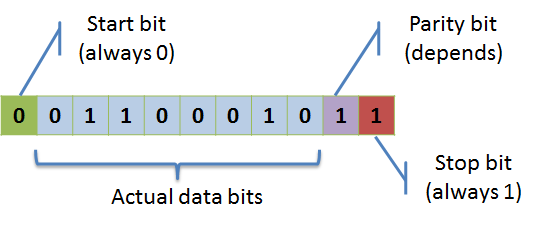 Start bit
(always 0)
Parity bit
(depends)
0 0 1 1 0 0 0 1 0 1 1
Actual data bits
Stop bit
(always 1)